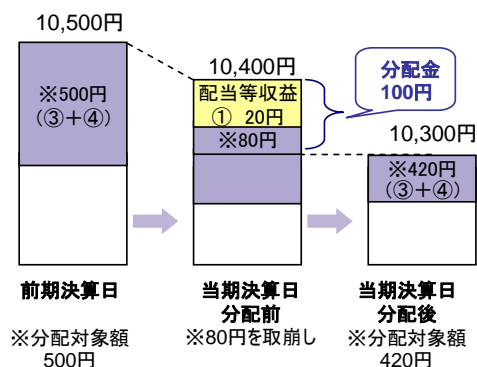 10,500円
※500円
(③+④)
10,400円
配当等収益
① 20円
※80円
分配金
100円
10,300円
※420円
(③+④)
前期決算日
※分配対象額
500円
当期決算日
分配前
※80円を取崩し
当期決算日
分配後
※分配対象額
420円